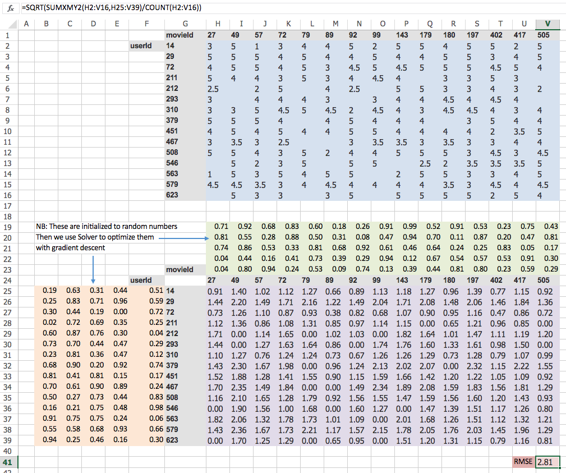 =SQRT(SUMXMY2(H2:V16,H25:V39)/COUNT(H2:V16))
A B C D E F G H I J K L M N O P Q R S T U V
1 movieId 27 49 57 72 79 89 92 99 143 179 180 197 402 417 505
2 userId 14 3 5 1 3 4 4 5 2 5 5 4 5 5 2 5
3 29 5 5 5 4 5 4 4 5 4 4 5 5 3 4 5
4 72 4 5 5 4 5 3 4.5 5 4.5 5 5 5 4.5 5 4
5 211 5 4 4 3 5 3 4 4.5 4 3 3 5 3
6 212 2.5 2 5 4 2.5 5 5 3 3 4 3 2
7 293 3 4 4 4 3 3 4 4 4.5 4 4.5 4
8 310 3 3 5 4.5 5 4.5 2 4.5 4 3 4.5 4.5 4 3 4
9 379 5 5 5 4 4 5 4 4 4 3 5 4 4
10 451 4 5 4 5 4 4 5 5 4 4 4 4 2 3.5 5
11 467 3 3.5 3 2.5 3 3.5 3.5 3.5 3 3.5 3 3 4 4
12 508 5 5 4 3 5 2 4 4 5 5 5 3 4.5 3 4.5
13 546 5 2 3 5 5 5 2.5 2 3.5 3.5 3.5 5
14 563 1 5 3 5 4 5 5 2 5 5 3 3 4 5
15 579 4.5 4.5 3.5 3 4 4.5 4 4 4 4 3.5 3 4.5 4 4.5
16 623 5 3 3 3 5 5 5 5 2 5 4
17
18
19 NB: These are initialized to random numbers 0.71 0.92 0.68 0.83 0.60 0.18 0.26 0.91 0.99 0.52 0.91 0.53 0.23 0.75 0.43
20 Then we use Solver to optimize them 0.81 0.55 0.28 0.88 0.50 0.31 0.08 0.47 0.94 0.70 0.11 0.87 0.20 0.47 0.81
21 with gradient descent 0.74 0.86 0.53 0.33 0.81 0.68 0.92 0.61 0.46 0.64 0.24 0.25 0.83 0.05 0.17
22 0.04 0.44 0.16 0.41 0.73 0.39 0.29 0.94 0.12 0.67 0.54 0.57 0.53 0.91 0.30
23 movieId 0.04 0.80 0.94 0.24 0.53 0.09 0.74 0.13 0.39 0.44 0.81 0.80 0.23 0.59 0.29
24 userId 27 49 57 72 79 89 92 99 143 179 180 197 402 417 505
25 0.19 0.63 0.31 0.44 0.51 14 0.91 1.40 1.02 1.12 1.27 0.66 0.89 1.13 1.18 1.27 0.96 1.39 0.77 1.15 0.92
26 0.25 0.83 0.71 0.96 0.59 29 1.44 2.20 1.49 1.71 2.16 1.22 1.49 2.04 1.71 2.08 1.48 2.06 1.46 1.84 1.36
27 0.30 0.44 0.19 0.00 0.72 72 0.73 1.26 1.10 0.87 0.93 0.38 0.82 0.68 1.07 0.90 0.95 1.16 0.47 0.86 0.72
28 0.02 0.72 0.69 0.35 0.25 211 1.12 1.36 0.86 1.08 1.31 0.85 0.97 1.14 1.15 0.00 0.65 1.21 0.96 0.85 0.00
29 0.60 0.87 0.76 0.30 0.04 212 1.71 0.00 1.14 1.65 0.00 1.02 1.03 0.00 1.82 1.64 1.01 1.47 1.11 1.19 1.20
30 0.73 0.70 0.44 0.47 0.29 293 1.44 0.00 1.27 1.63 1.64 0.86 0.00 1.74 1.76 1.60 1.33 1.61 0.98 1.50 0.00
31 0.23 0.81 0.36 0.47 0.12 310 1.10 1.27 0.76 1.24 1.24 0.73 0.67 1.26 1.26 1.29 0.73 1.28 0.79 1.07 0.99
32 0.68 0.90 0.20 0.92 0.74 379 1.43 2.30 1.67 1.98 0.00 0.96 1.24 2.13 2.02 2.07 0.00 2.32 1.15 2.22 1.55
33 0.81 0.41 0.81 0.15 0.17 451 1.52 1.88 1.28 1.41 1.55 0.90 1.15 1.59 1.66 1.42 1.20 1.22 1.05 1.09 0.92
34 0.70 0.61 0.90 0.89 0.24 467 1.70 2.35 1.49 1.84 0.00 0.00 1.49 2.34 1.89 2.08 1.59 1.83 1.56 1.81 1.29
35 0.50 0.27 0.73 0.44 0.83 508 1.16 2.10 1.65 1.28 1.79 0.92 1.56 1.55 1.47 1.59 1.56 1.60 1.20 1.43 0.93
36 0.16 0.21 0.75 0.48 0.98 546 0.00 1.90 1.56 1.00 1.68 0.00 1.60 1.27 0.00 1.47 1.39 1.51 1.17 1.26 0.80
37 0.91 0.75 0.75 0.24 0.06 563 1.82 2.06 1.32 1.78 1.73 1.01 1.09 0.00 2.01 1.68 1.26 1.51 1.12 1.32 1.21
38 0.55 0.58 0.68 0.93 0.66 579 1.43 2.36 1.67 1.73 2.21 1.17 1.57 2.15 1.78 2.05 1.76 2.03 1.45 1.96 1.29
39 0.94 0.25 0.46 0.16 0.30 623 0.00 1.70 1.25 1.29 0.00 0.65 0.95 0.00 1.51 1.20 1.31 1.15 0.79 1.16 0.81
40
41 RMSE 2.81